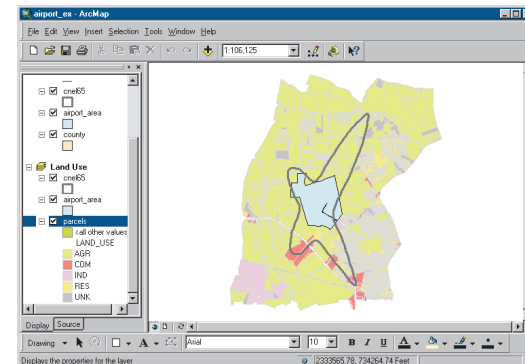 airport_ex - ArcMap
File Edit View Insert Selection Tools Window Help
1:106,125
cnel65
airport_area
county
Land Use
cnel65
airport_area
parcels
<all other values
LAND_USE
AGR
COM
IND
RES
UNK
Display Source
Drawing A Arial 10 B I U A
Displays the properties for the layer 2333565.78, 734264.74 Feet